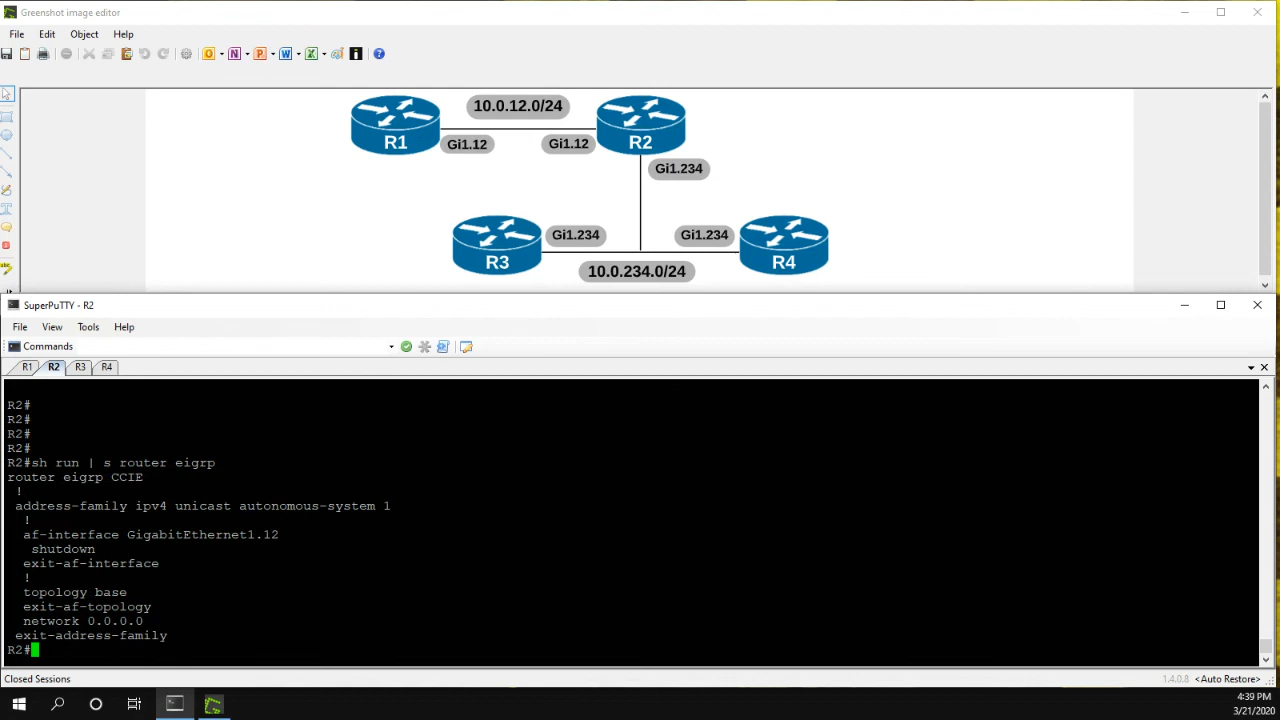 Greenshot image editor
File Edit Object Help
10.0.12.0/24
R1
R2
Gi1.12
Gi1.12
Gi1.234
Gi1.234
Gi1.234
R3
R4
10.0.234.0/24
SuperPuTTY - R2
File View Tools Help
Commands
R1 R2 R3 R4
R2#
R2#
R2#
R2#
R2#sh run | s router eigrp
router eigrp CCIE
!
address-family ipv4 unicast autonomous-system 1
!
af-interface GigabitEthernet1.12
shutdown
exit-af-interface
!
topology base
exit-af-topology
network 0.0.0.0
exit-address-family
R2#
Closed Sessions
1.4.0.8 <Auto Restore>
4:39 PM
3/21/2020